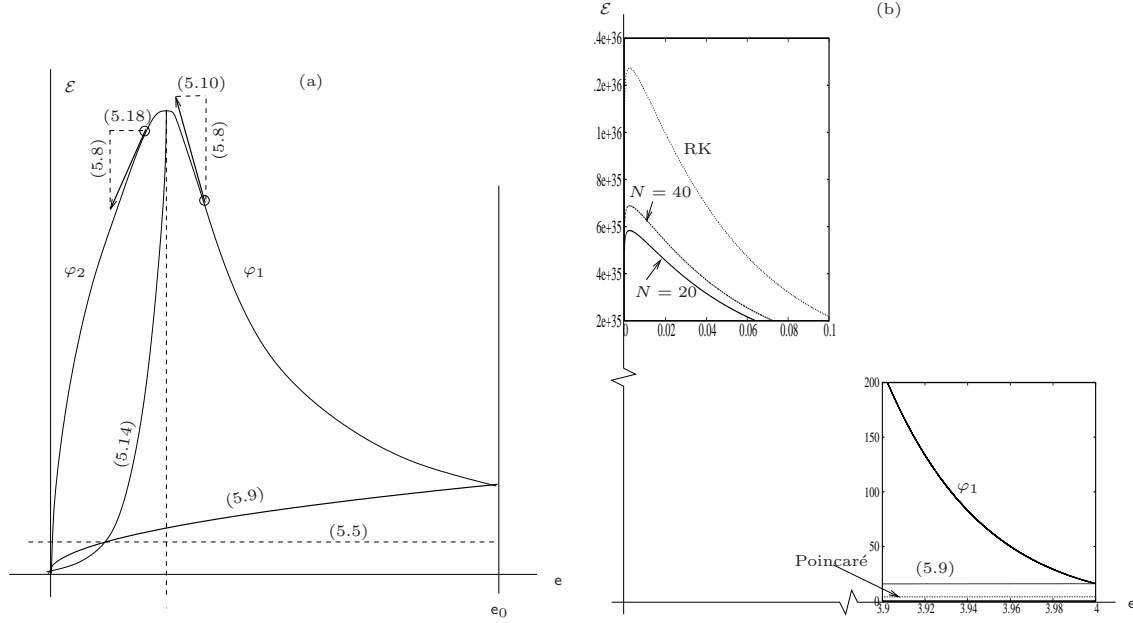 (a)
ℰ
(5.10)
(5.18)
(5.8)
(5.8)
φ₂
φ₁
(5.14)
(5.9)
(5.5)
e
e₀
(b)
ℰ
.4e+36
.2e+36
1e+36
8e+35
6e+35
4e+35
2e+35
RK
N = 40
N = 20
0 0.02 0.04 0.06 0.08 0.1
200
150
100
50
0
φ₁
Poincaré
(5.9)
3.9 3.92 3.94 3.96 3.98 4
e